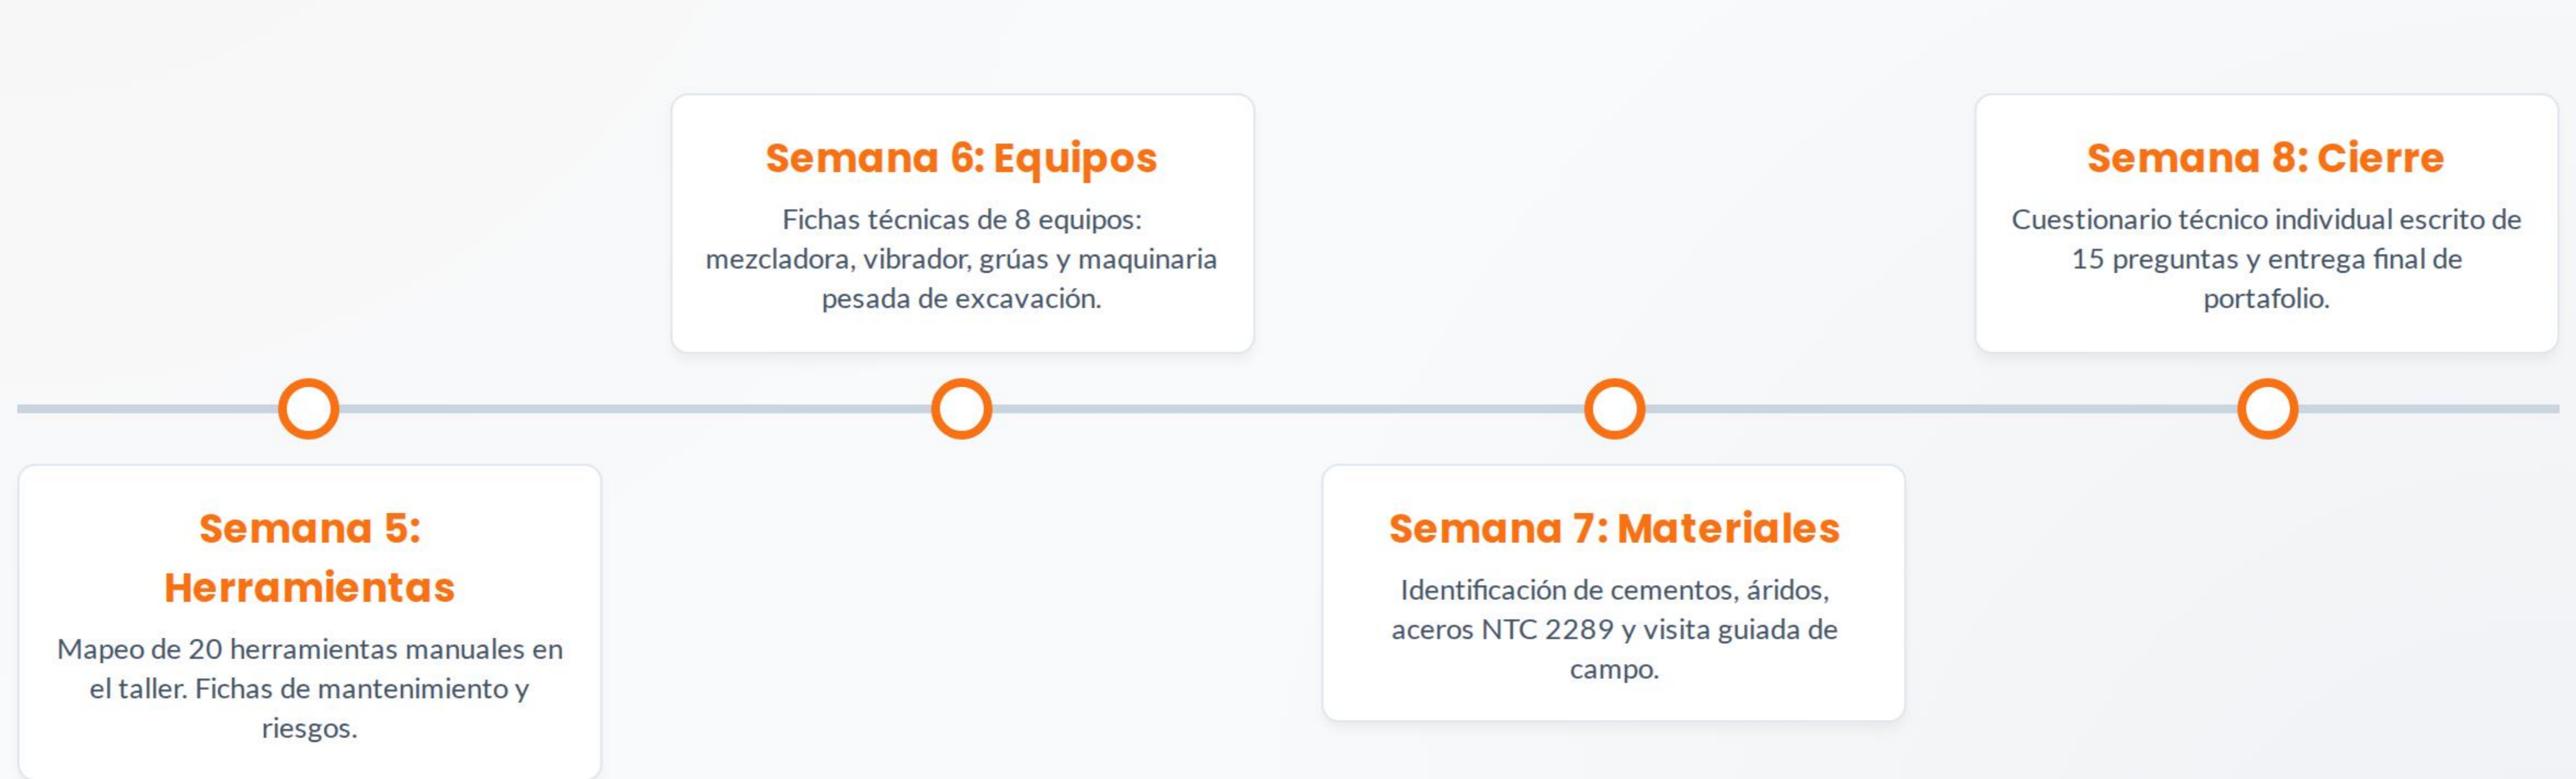 Semana 6: Equipos
Fichas técnicas de 8 equipos:
mezcladora, vibrador, grúas y maquinaria
pesada de excavación.
Semana 8: Cierre
Cuestionario técnico individual escrito de
15 preguntas y entrega final de
portafolio.
Semana 5:
Herramientas
Mapeo de 20 herramientas manuales en
el taller. Fichas de mantenimiento y
riesgos.
Semana 7: Materiales
Identificación de cementos, áridos,
aceros NTC 2289 y visita guiada de
campo.